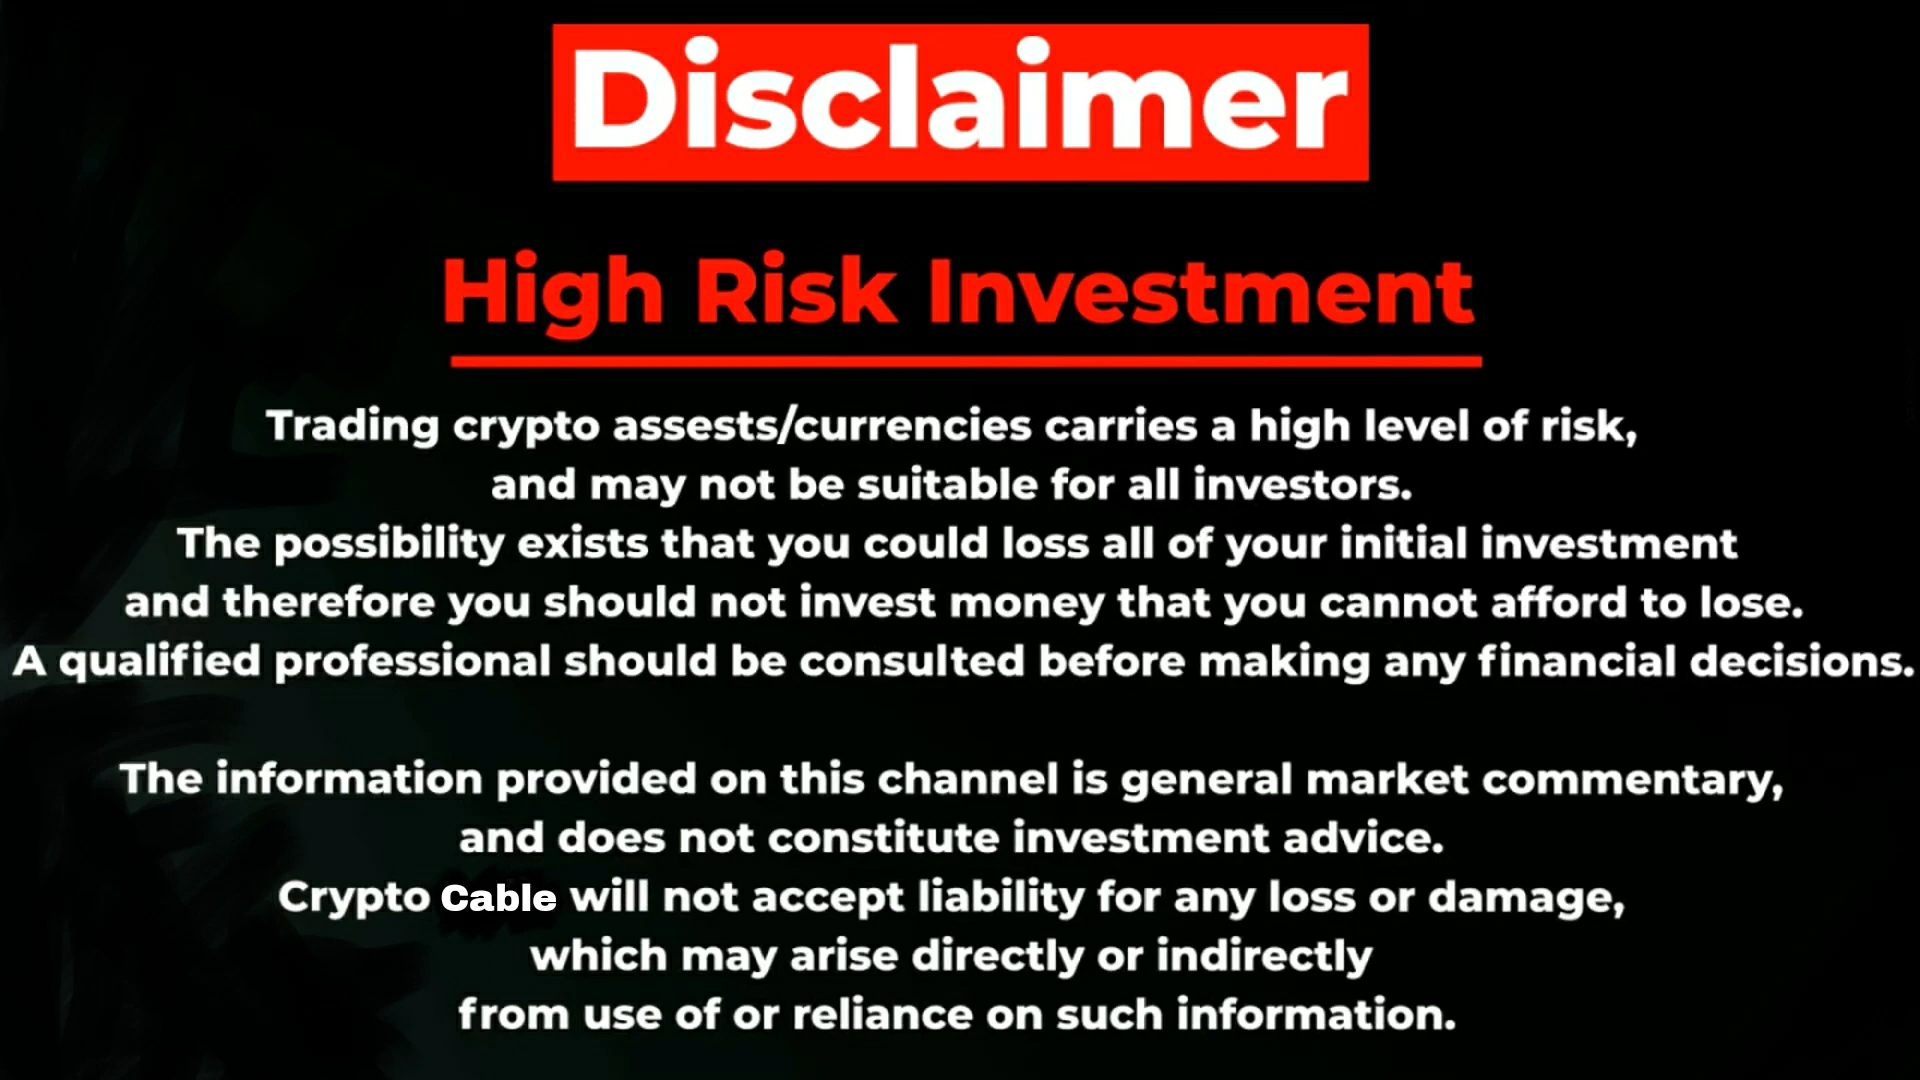 Disclaimer
High Risk Investment
Trading crypto assests/currencies carries a high level of risk,
and may not be suitable for all investors.
The possibility exists that you could loss all of your initial investment
and therefore you should not invest money that you cannot afford to lose.
A qualified professional should be consulted before making any financial decisions.
The information provided on this channel is general market commentary,
and does not constitute investment advice.
Crypto Cable will not accept liability for any loss or damage,
which may arise directly or indirectly
from use of or reliance on such information.